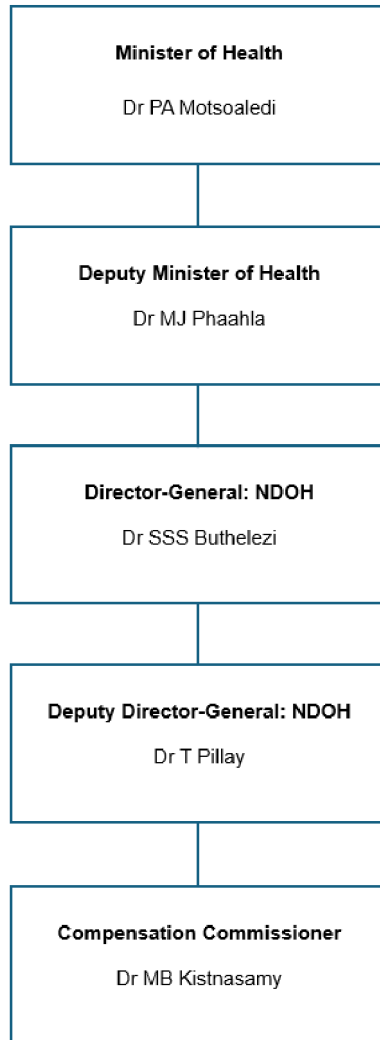 Minister of Health
Dr PA Motsoaledi
Deputy Minister of Health
Dr MJ Phaahla
Director-General: NDOH
Dr SSS Buthelezi
Deputy Director-General: NDOH
Dr T Pillay
Compensation Commissioner
Dr MB Kistnasamy